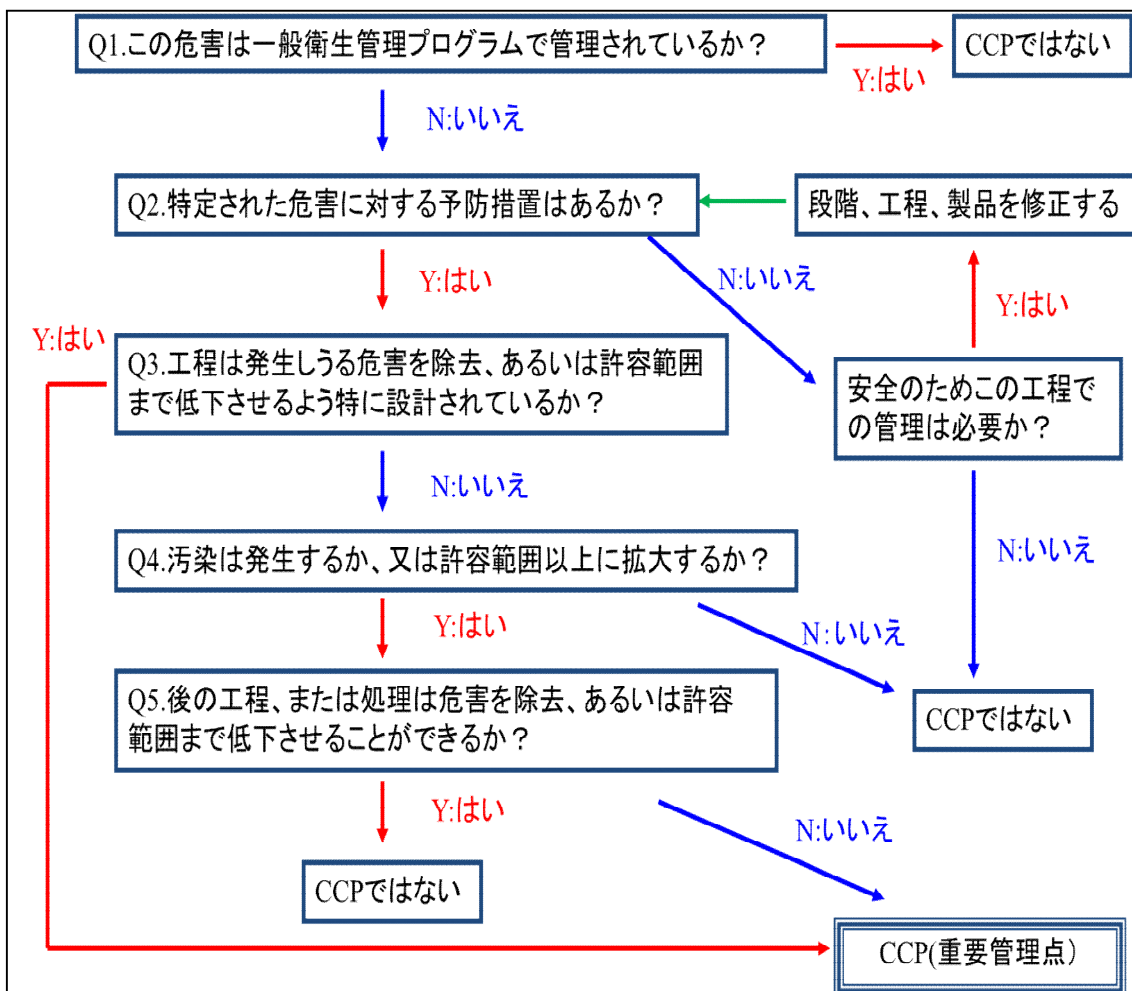 Q1.この危害は一般衛生管理プログラムで管理されているか？
CCPではない
Y:はい
N:いいえ
Q2.特定された危害に対する予防措置はあるか？
段階、工程、製品を修正する
Y:はい
N:いいえ
Y:はい
Y:はい
Q3.工程は発生しうる危害を除去、あるいは許容範囲
まで低下させるよう特に設計されているか？
安全のためこの工程で
の管理は必要か？
N:いいえ
N:いいえ
Q4.汚染は発生するか、又は許容範囲以上に拡大するか？
Y:はい
N:いいえ
Q5.後の工程、または処理は危害を除去、あるいは許容
範囲まで低下させることができるか？
CCPではない
Y:はい
N:いいえ
CCPではない
CCP(重要管理点）